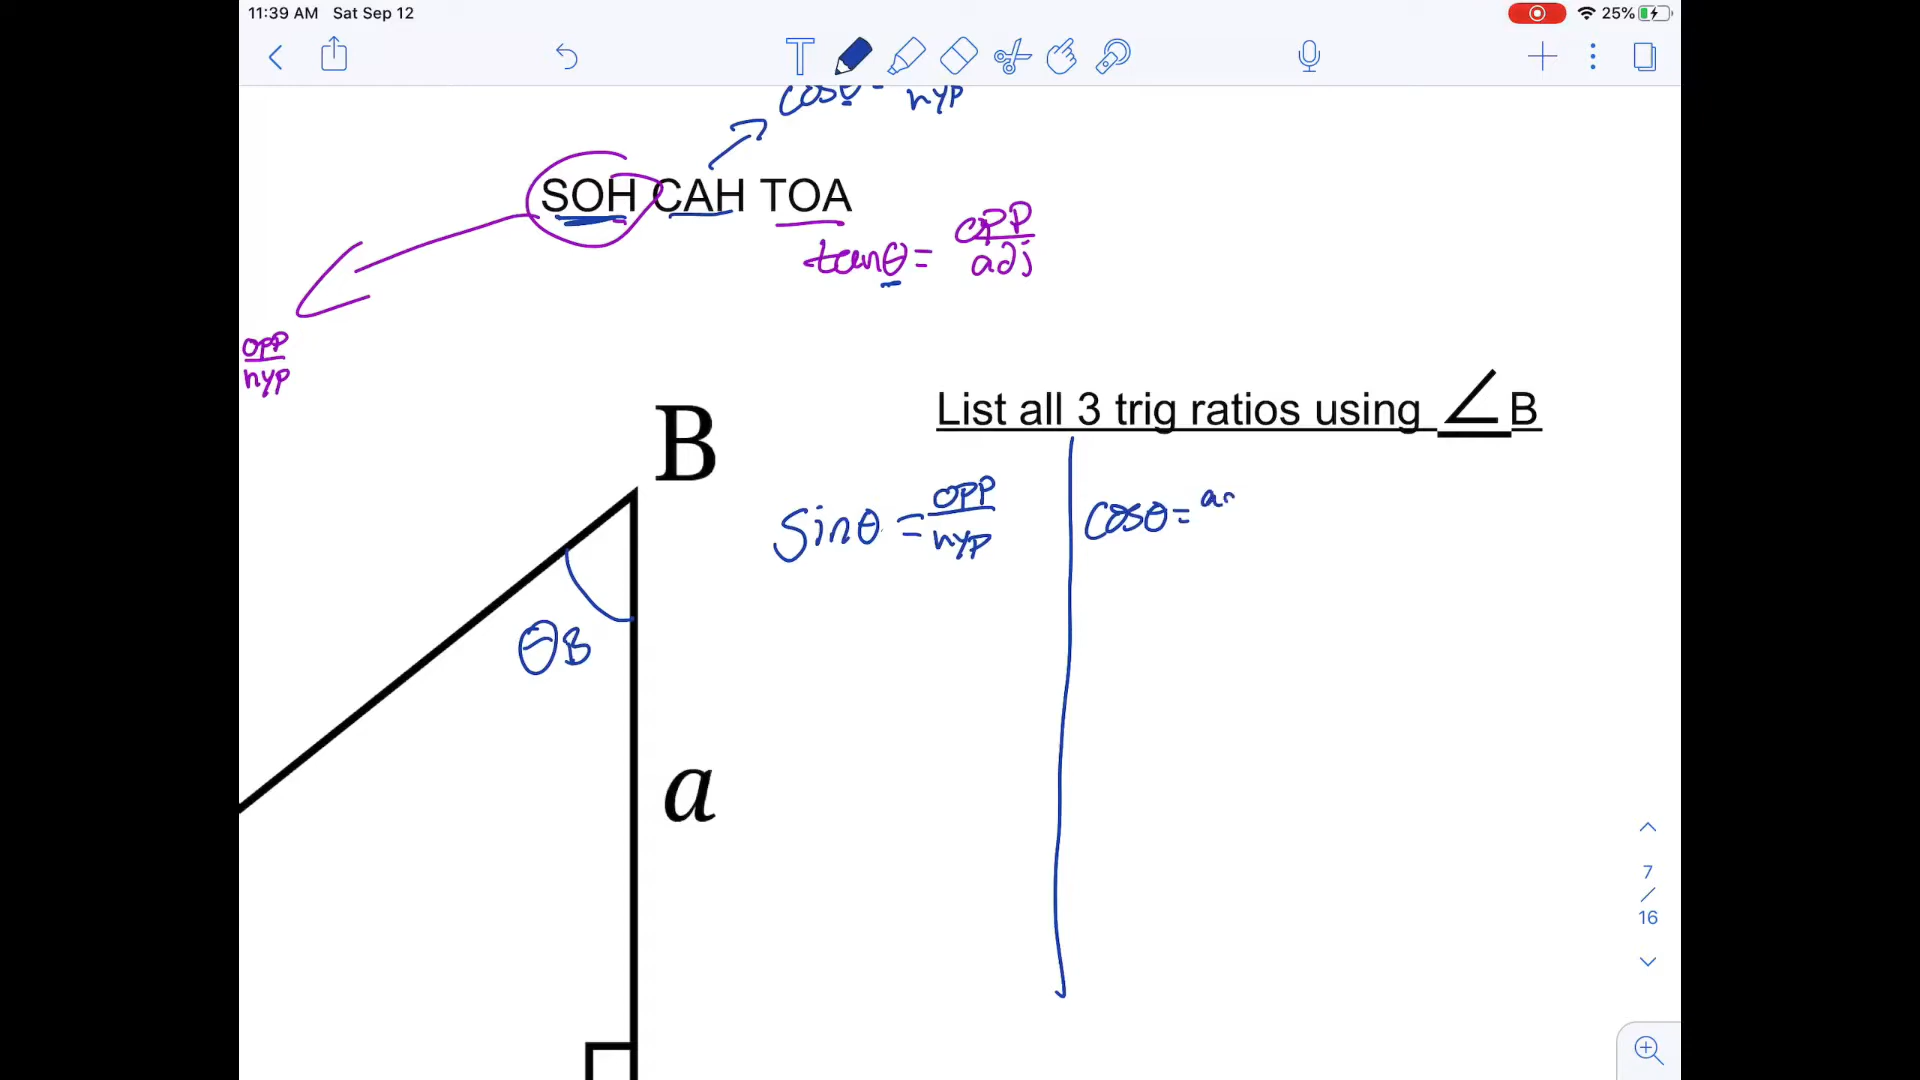 11:39 AM Sat Sep 12
25%
T
cosθ = hyp
SOH CAH TOA
tanθ = opp
adj
opp
hyp
List all 3 trig ratios using ∠B
B
sinθ = opp
hyp
cosθ =
θB
a
7
/
16